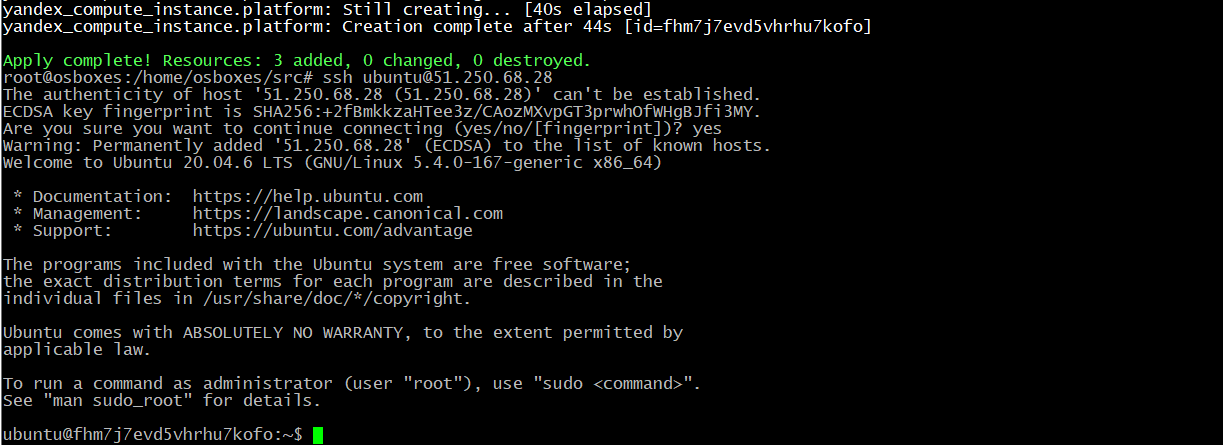 yandex_compute_instance.platform: Still creating... [40s elapsed]
yandex_compute_instance.platform: Creation complete after 44s [id=fhm7j7evd5vhrhu7kofo]
Apply complete! Resources: 3 added, 0 changed, 0 destroyed.
root@osboxes:/home/osboxes/src# ssh ubuntu@51.250.68.28
The authenticity of host '51.250.68.28 (51.250.68.28)' can't be established.
ECDSA key fingerprint is SHA256:+2fBmkkzaHTee3z/CAozMXvpGT3prwhOfWHgBJfi3MY.
Are you sure you want to continue connecting (yes/no/[fingerprint])? yes
Warning: Permanently added '51.250.68.28' (ECDSA) to the list of known hosts.
Welcome to Ubuntu 20.04.6 LTS (GNU/Linux 5.4.0-167-generic x86_64)
* Documentation:  https://help.ubuntu.com
* Management:     https://landscape.canonical.com
* Support:        https://ubuntu.com/advantage
The programs included with the Ubuntu system are free software;
the exact distribution terms for each program are described in the
individual files in /usr/share/doc/*/copyright.
Ubuntu comes with ABSOLUTELY NO WARRANTY, to the extent permitted by
applicable law.
To run a command as administrator (user "root"), use "sudo <command>".
See "man sudo_root" for details.
ubuntu@fhm7j7evd5vhrhu7kofo:~$